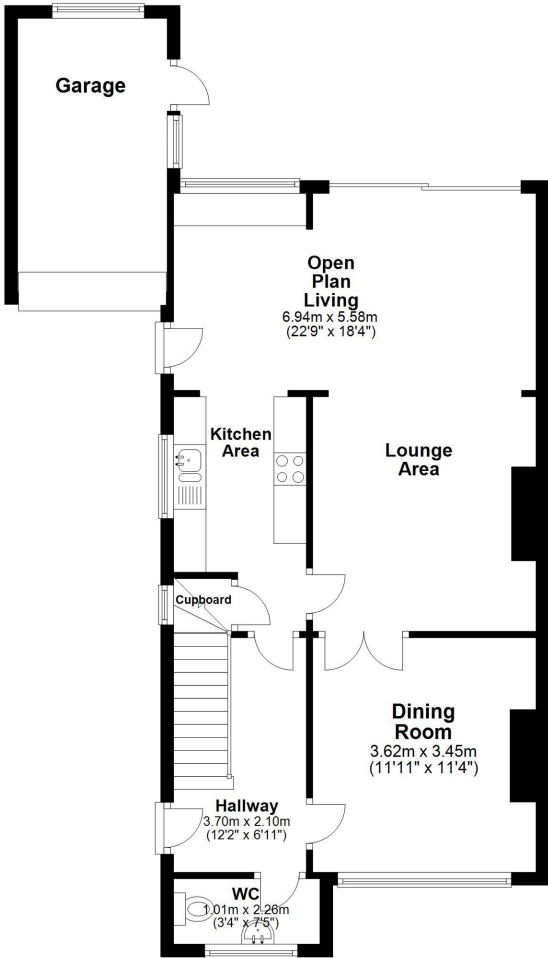 Garage
Open
Plan
Living
6.94m x 5.58m
(22'9" x 18'4")
Kitchen
Area
Lounge
Area
Cupboard
Dining
Room
3.62m x 3.45m
(11'11" x 11'4")
Hallway
3.70m x 2.10m
(12'2" x 6'11")
WC
1.01m x 2.26m
(3'4" x 7'5")